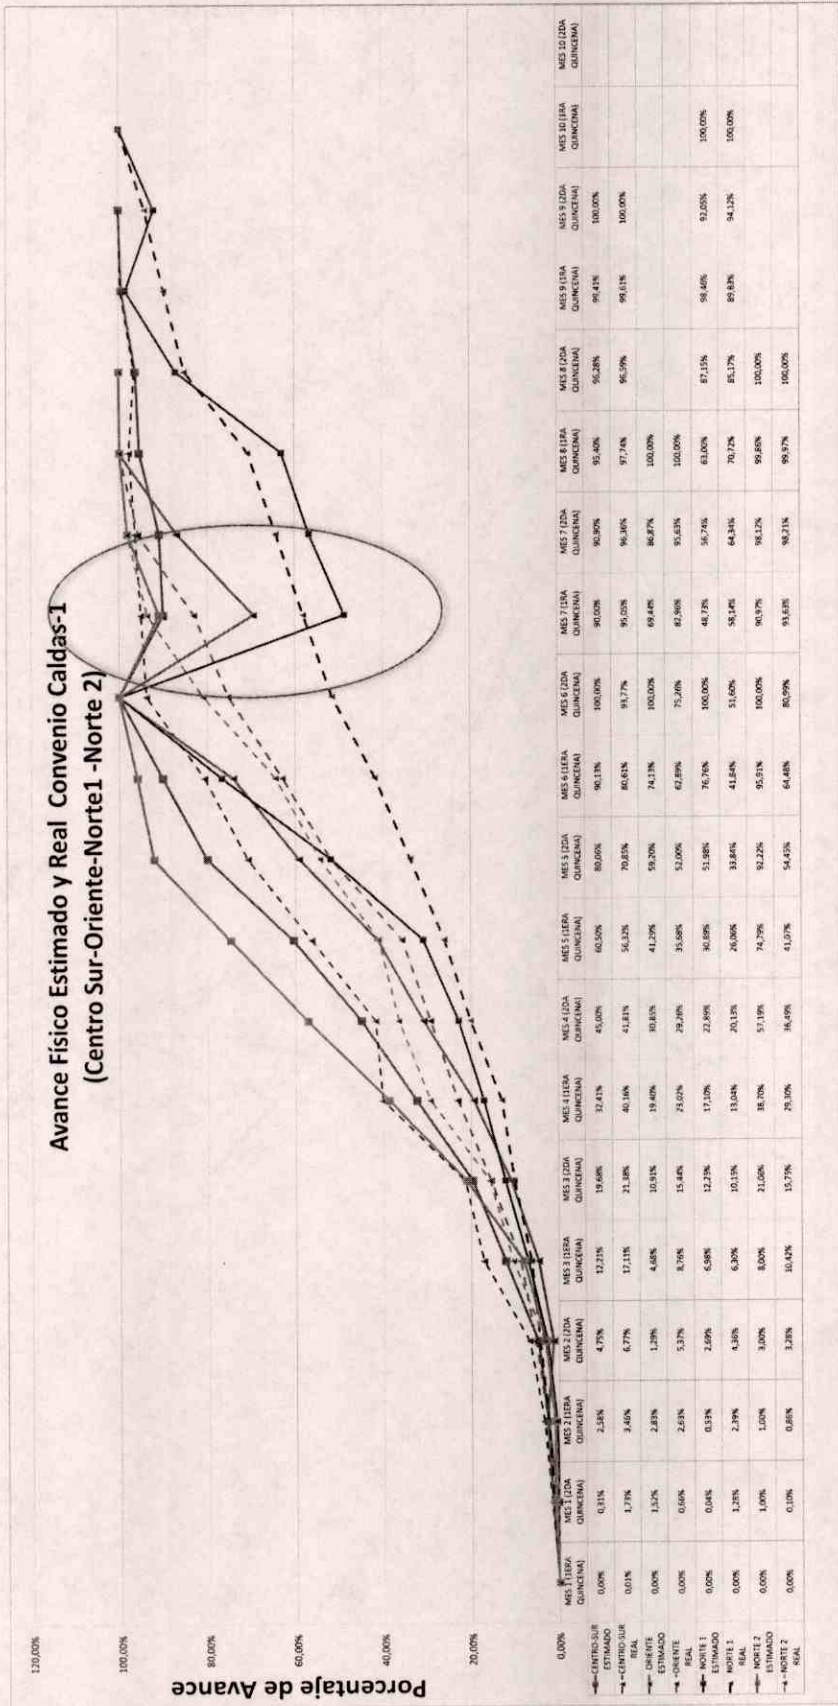 Avance Físico Estimado y Real Convenio Caldas-1
(Centro Sur-Oriente-Norte1 -Norte 2)
Porcentaje de Avance
120,00%
100,00%
80,00%
60,00%
40,00%
20,00%
0,00%
MES 1 (1ERA QUINCENA) MES 1 (2DA QUINCENA) MES 2 (1ERA QUINCENA) MES 2 (2DA QUINCENA) MES 3 (1ERA QUINCENA) MES 3 (2DA QUINCENA) MES 4 (1ERA QUINCENA) MES 4 (2DA QUINCENA) MES 5 (1ERA QUINCENA) MES 5 (2DA QUINCENA) MES 6 (1ERA QUINCENA) MES 6 (2DA QUINCENA) MES 7 (1RA QUINCENA) MES 7 (2DA QUINCENA) MES 8 (1RA QUINCENA) MES 8 (2DA QUINCENA) MES 9 (1RA QUINCENA) MES 9 (2DA QUINCENA) MES 10 (1RA QUINCENA) MES 10 (2DA QUINCENA)
CENTRO-SUR ESTIMADO 0,00% 0,31% 2,58% 4,75% 12,21% 19,68% 32,41% 45,00% 60,50% 80,06% 90,13% 100,00% 90,00% 90,90% 95,40% 96,28% 99,41% 100,00%
CENTRO-SUR REAL 0,01% 1,73% 3,46% 6,77% 17,11% 21,38% 40,16% 41,81% 56,32% 70,85% 80,61% 93,77% 95,05% 96,36% 97,74% 96,59% 99,61% 100,00%
ORIENTE ESTIMADO 0,00% 1,52% 2,83% 1,29% 4,68% 10,91% 19,40% 30,85% 41,29% 59,20% 74,13% 100,00% 69,44% 86,87% 100,00%
ORIENTE REAL 0,00% 0,66% 2,63% 5,37% 8,76% 15,44% 23,02% 29,26% 35,68% 52,00% 62,89% 75,26% 82,96% 95,63% 100,00%
NORTE 1 ESTIMADO 0,00% 0,04% 0,53% 2,69% 6,98% 12,25% 17,10% 22,89% 30,89% 51,98% 76,76% 100,00% 48,73% 56,74% 63,00% 87,15% 98,46% 92,05% 100,00%
NORTE 1 REAL 0,00% 1,28% 2,39% 4,36% 6,30% 10,15% 13,04% 20,13% 26,06% 33,84% 41,84% 51,60% 58,14% 64,34% 70,72% 85,17% 89,83% 94,12% 100,00%
NORTE 2 ESTIMADO 0,00% 1,00% 1,00% 3,00% 8,00% 21,06% 38,70% 57,19% 74,79% 92,22% 95,91% 100,00% 90,97% 98,12% 99,86% 100,00%
NORTE 2 REAL 0,00% 0,10% 0,86% 3,28% 10,42% 15,75% 29,30% 36,49% 41,07% 54,45% 64,48% 80,99% 93,63% 98,21% 99,97% 100,00%